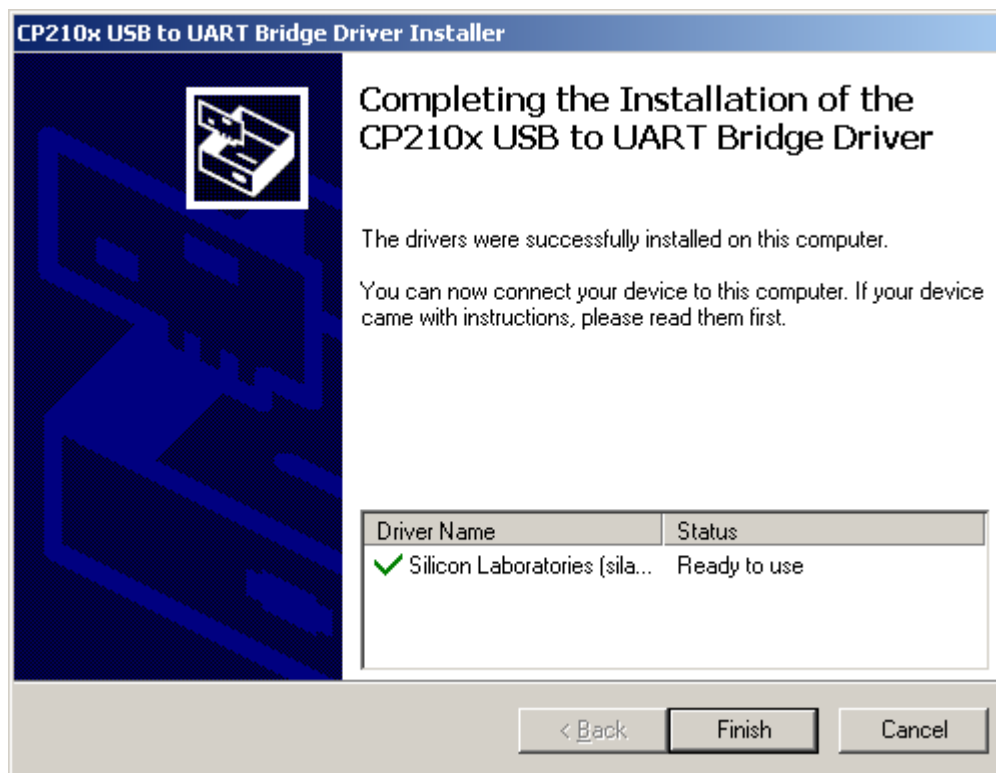 CP210x USB to UART Bridge Driver Installer
Completing the Installation of the
CP210x USB to UART Bridge Driver
The drivers were successfully installed on this computer.
You can now connect your device to this computer. If your device
came with instructions, please read them first.
Driver Name Status
Silicon Laboratories (sila... Ready to use
< Back Finish Cancel